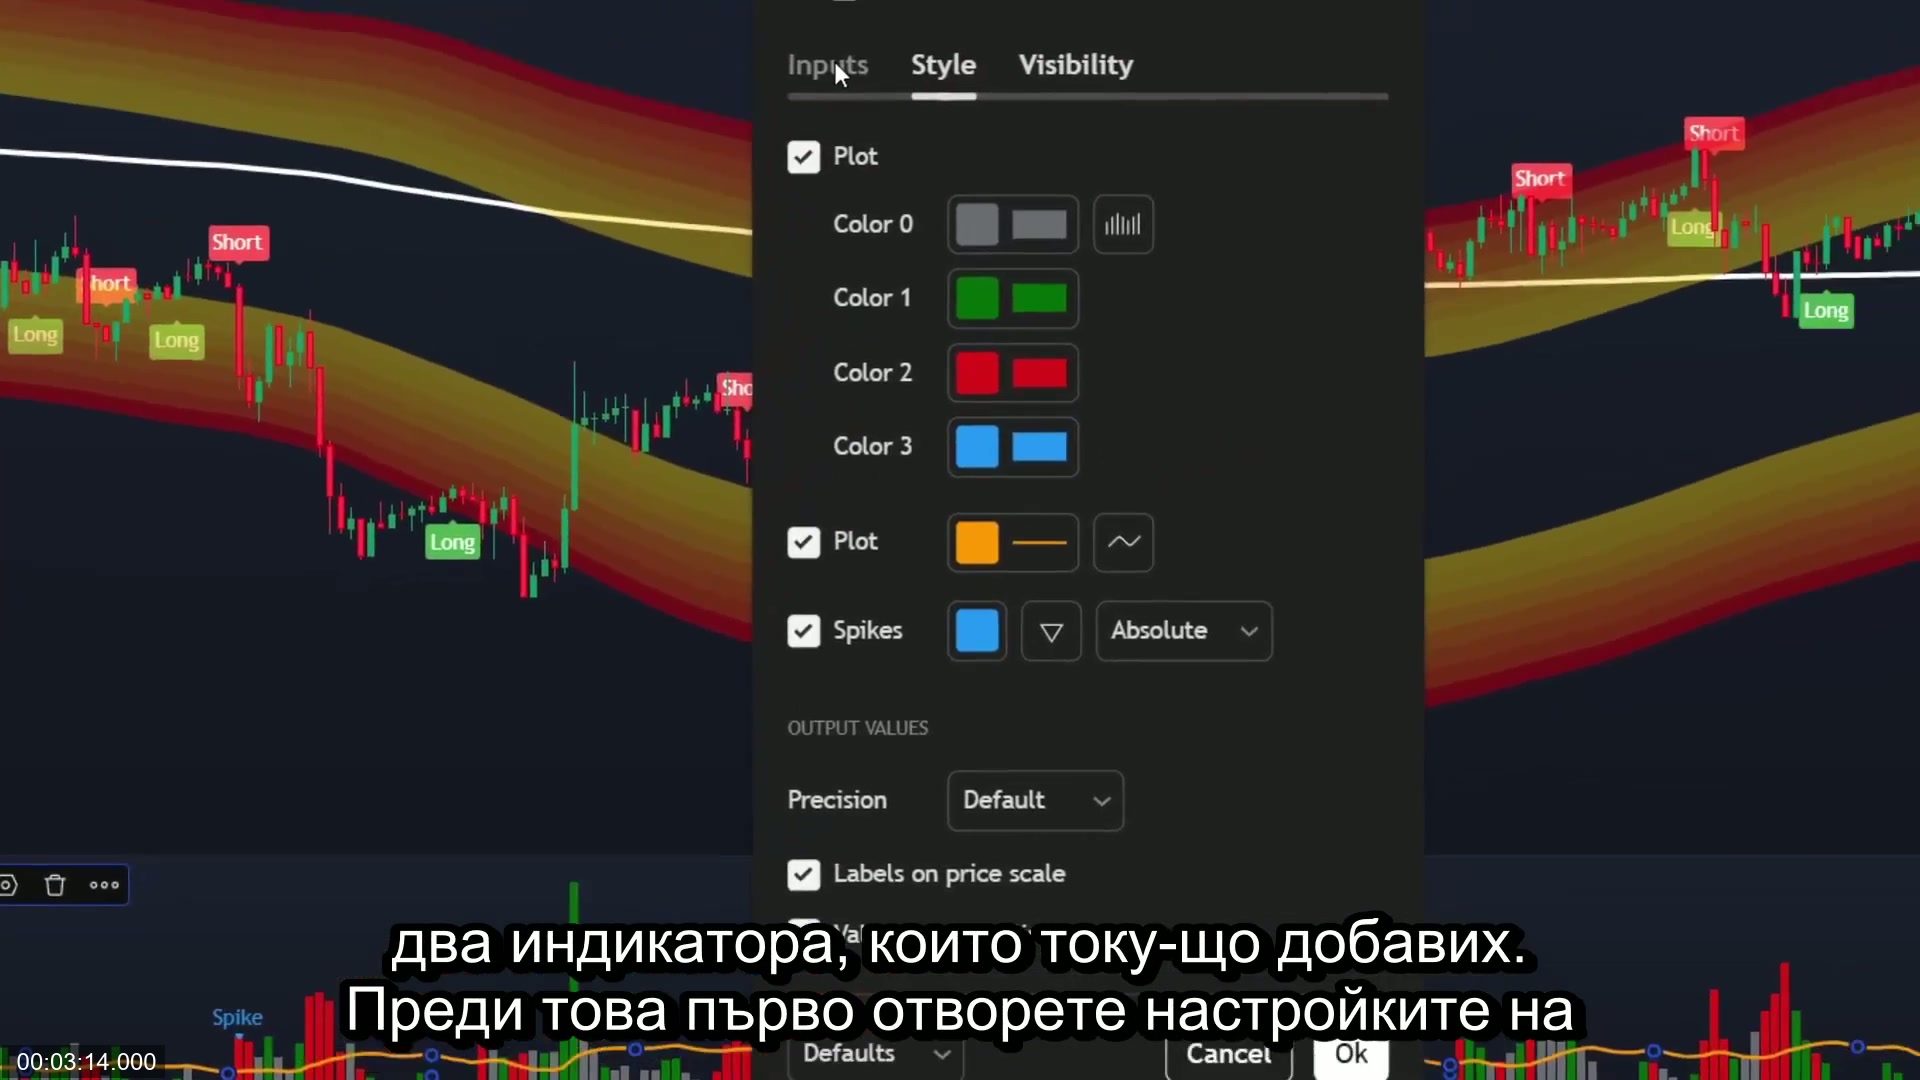 Inputs
Style
Visibility
Plot
Color 0
Color 1
Color 2
Color 3
Plot
Spikes
Absolute
OUTPUT VALUES
Precision
Default
Labels on price scale
Short
hort
Long
Long
Long
Sho
Short
Short
Long
Long
два индикатора, които току-що добавих.
Преди това първо отворете настройките на
Spike
00:03:14.000
Defaults
Cancel
Ok